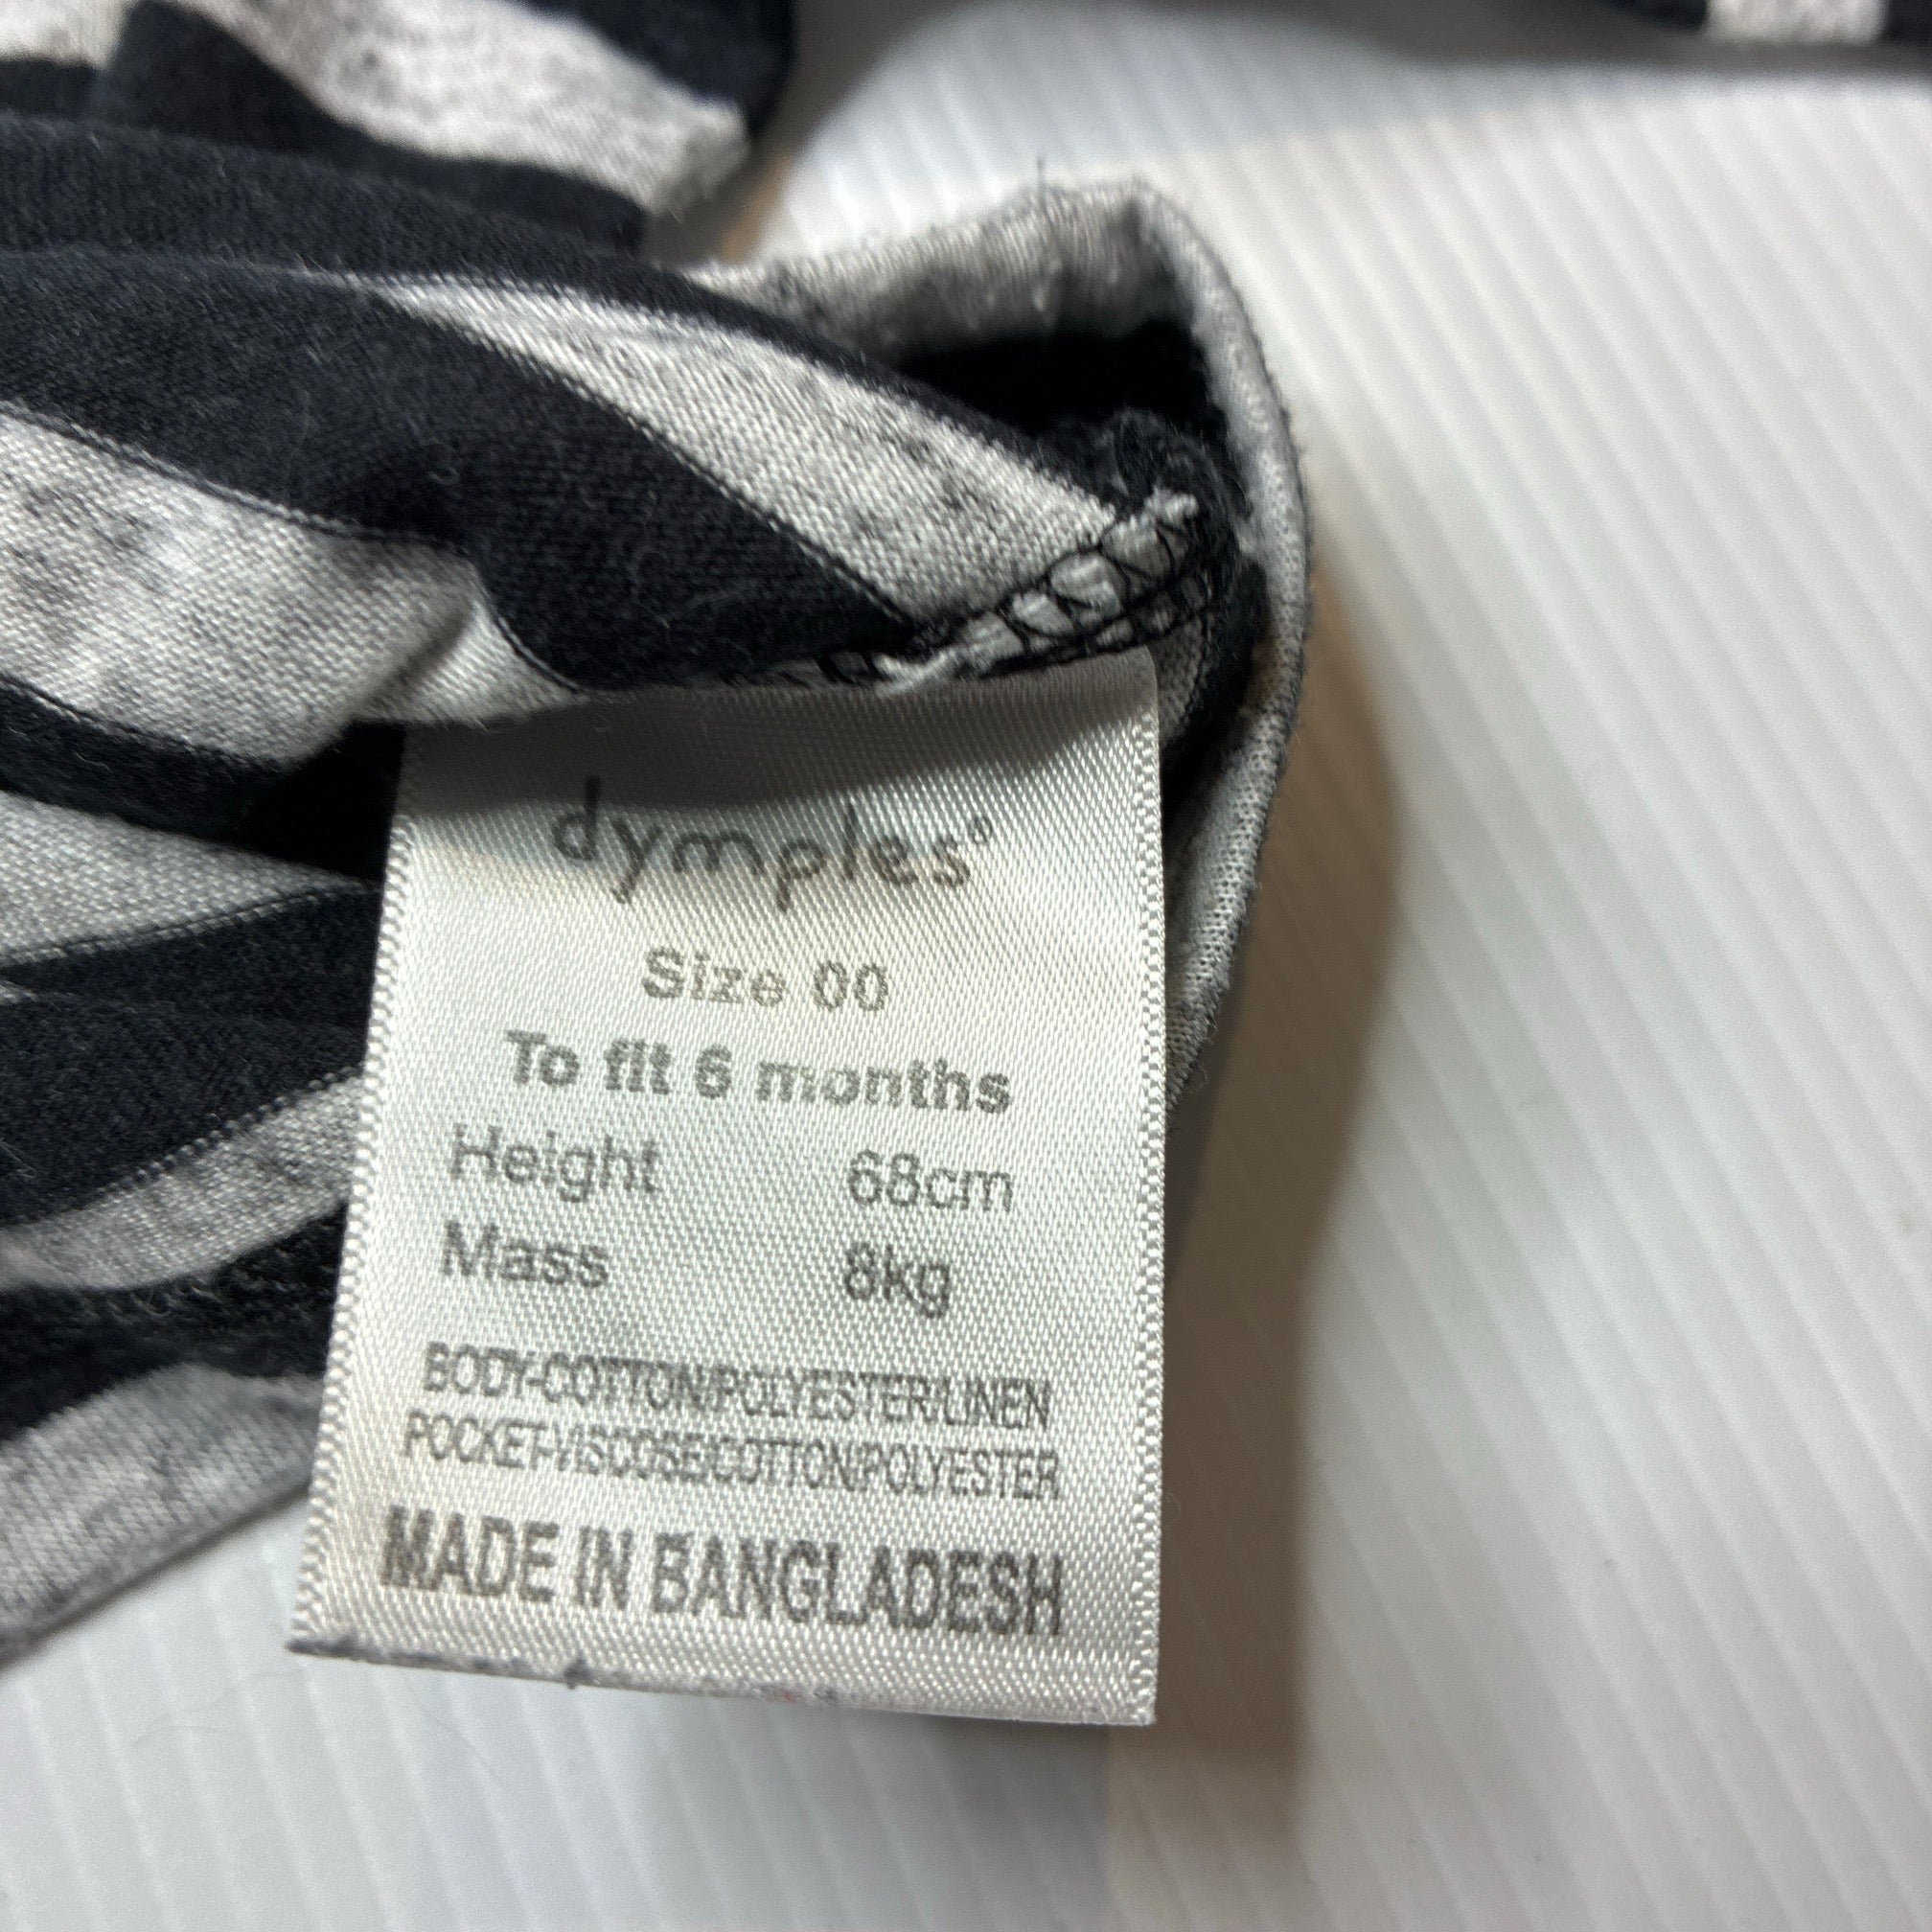 dymples®
Size 00
To fit 6 months
Height 68cm
Mass 8kg
BODY-COTTON/POLYESTER/LINEN
POCKET-VISCOSE/COTTON/POLYESTER
MADE IN BANGLADESH